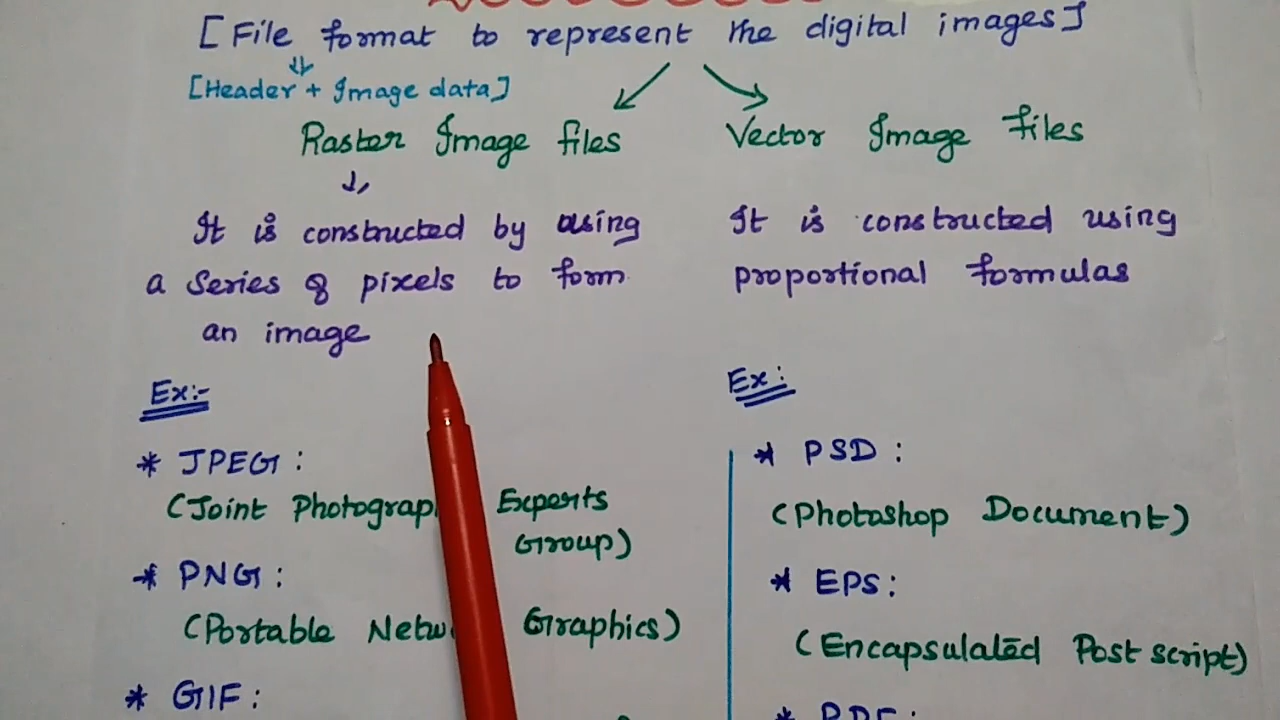 [File format to represent the digital images]
[Header + Image data]
Raster Image files
It is constructed by using
a series of pixels to form
an image
Ex:-
* JPEG :
(Joint Photograp Experts
Group)
* PNG :
(Portable Netw Graphics)
* GIF :
Vector Image files
It is constructed using
proportional formulas
Ex :
* PSD :
(Photoshop Document)
* EPS :
(Encapsulated Post script)
* PDF :